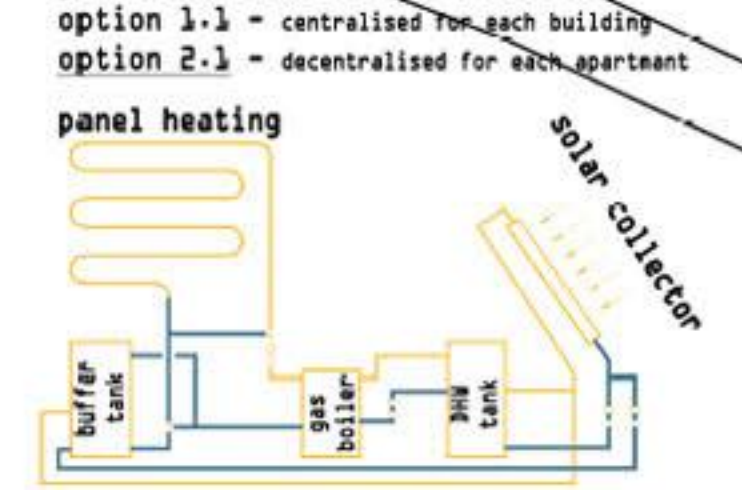 option 1.1 - centralised for each building
option 2.1 - decentralised for each apartmant
panel heating
solar collector
buffer
tank
gas
boiler
DHW
tank